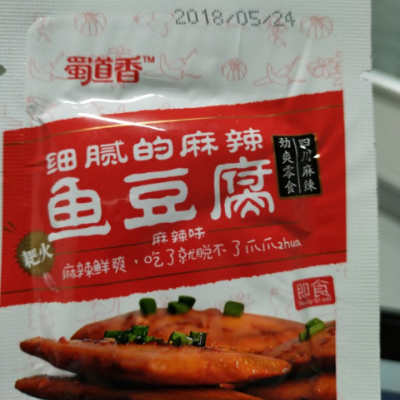 2018/05/24
蜀道香™
细腻的麻辣
鱼豆腐
四川麻辣
劲爽零食
麻辣味
麻辣鲜爽，吃了就脱不了爪爪zhua
即食